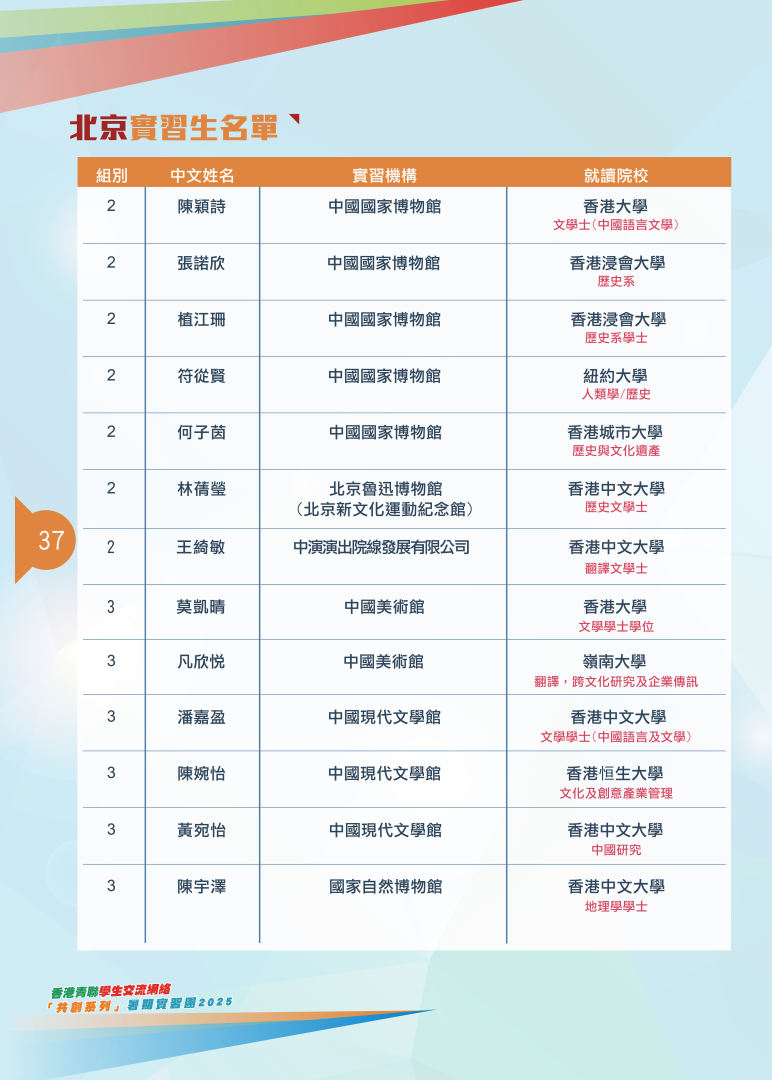 北京實習生名單
組別 中文姓名 實習機構 就讀院校
2 陳穎詩 中國國家博物館 香港大學
文學士(中國語言文學)
2 張諾欣 中國國家博物館 香港浸會大學
歷史系
2 植江珊 中國國家博物館 香港浸會大學
歷史系學士
2 符從賢 中國國家博物館 紐約大學
人類學/歷史
2 何子茵 中國國家博物館 香港城市大學
歷史與文化遺產
2 林蒨瑩 北京魯迅博物館 香港中文大學
(北京新文化運動紀念館) 歷史文學士
2 王綺敏 中演演出院線發展有限公司 香港中文大學
翻譯文學士
3 莫凱晴 中國美術館 香港大學
文學學士學位
3 凡欣悦 中國美術館 嶺南大學
翻譯，跨文化研究及企業傳訊
3 潘嘉盈 中國現代文學館 香港中文大學
文學學士(中國語言及文學)
3 陳婉怡 中國現代文學館 香港恒生大學
文化及創意產業管理
3 黃宛怡 中國現代文學館 香港中文大學
中國研究
3 陳宇澤 國家自然博物館 香港中文大學
地理學學士
37
香港青聯學生交流網絡
「共創系列」暑期實習團2025